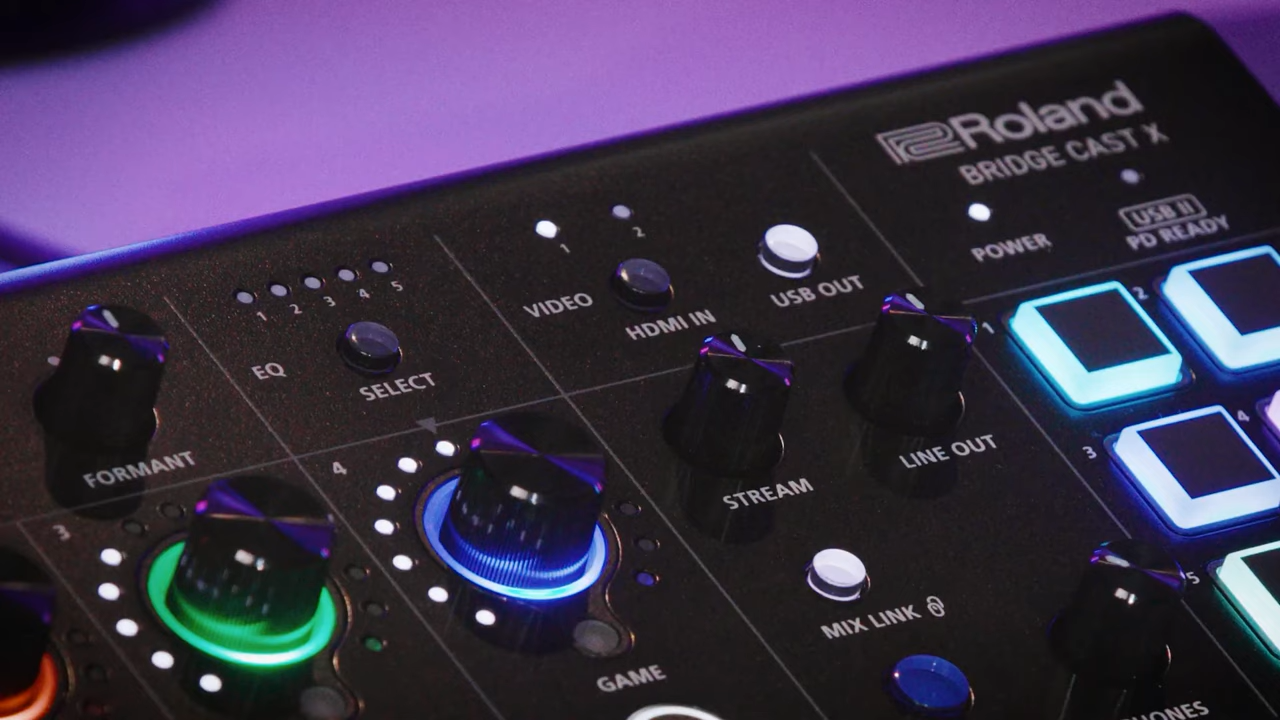 Roland
BRIDGE CAST X
POWER
USB II
PD READY
1
2
VIDEO
HDMI IN
USB OUT
1 2 3 4 5
EQ
SELECT
FORMANT
STREAM
LINE OUT
1
2
3
4
5
3
4
MIX LINK
GAME